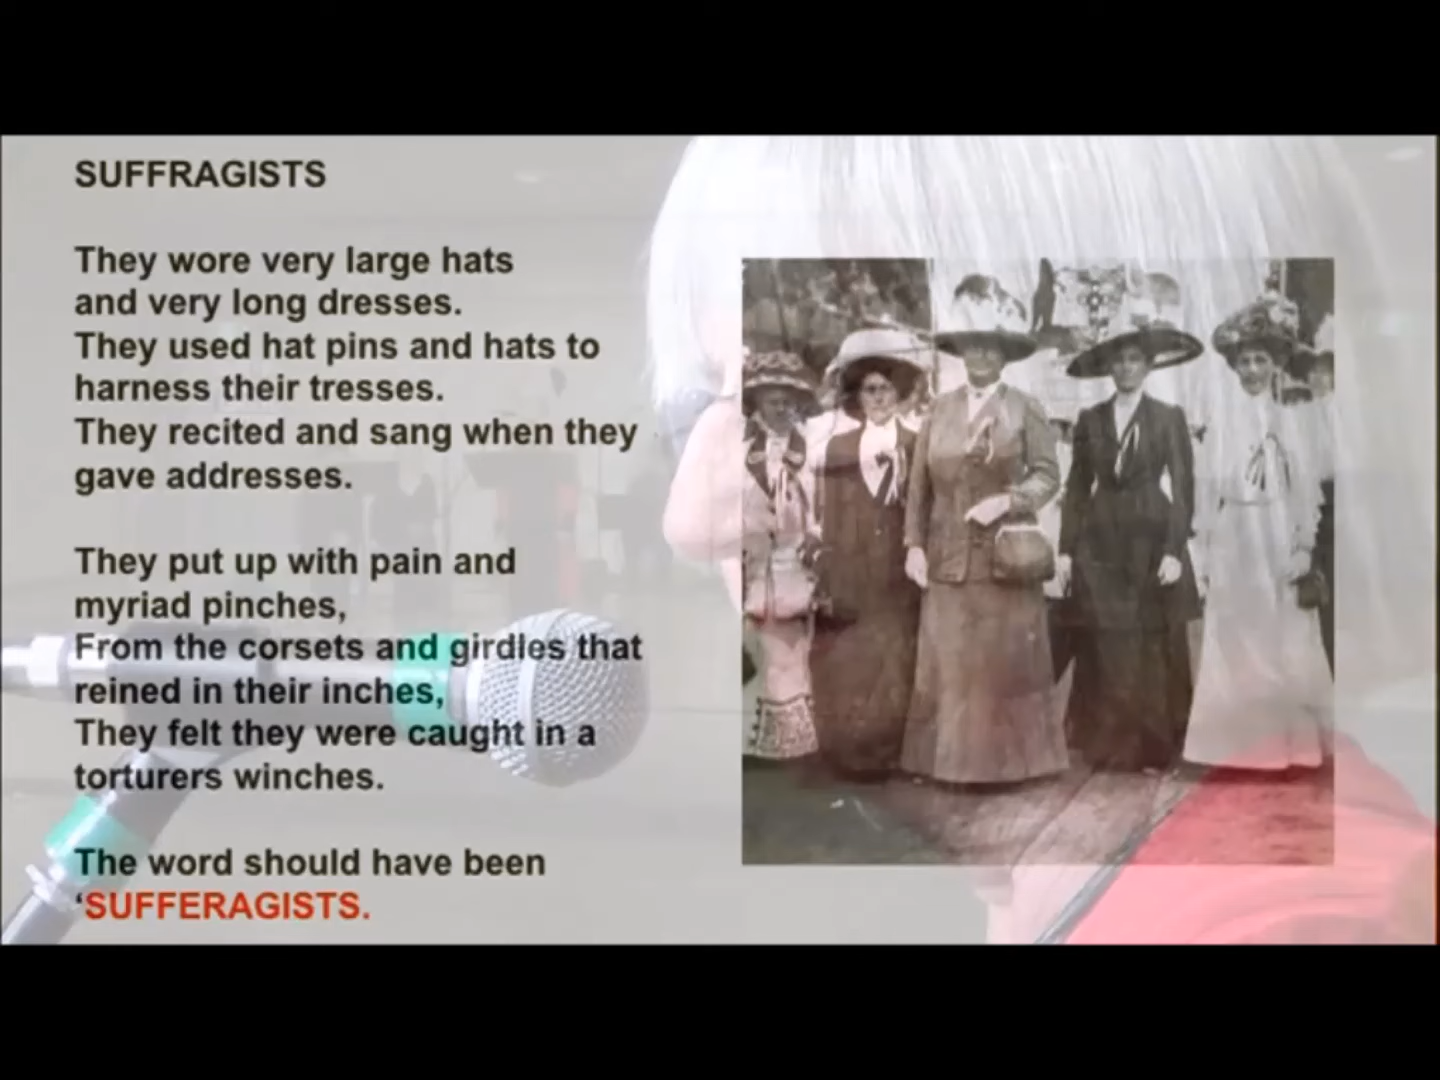 SUFFRAGISTS
They wore very large hats
and very long dresses.
They used hat pins and hats to
harness their tresses.
They recited and sang when they
gave addresses.
They put up with pain and
myriad pinches,
From the corsets and girdles that
reined in their inches,
They felt they were caught in a
torturers winches.
The word should have been
‘SUFFERAGISTS.